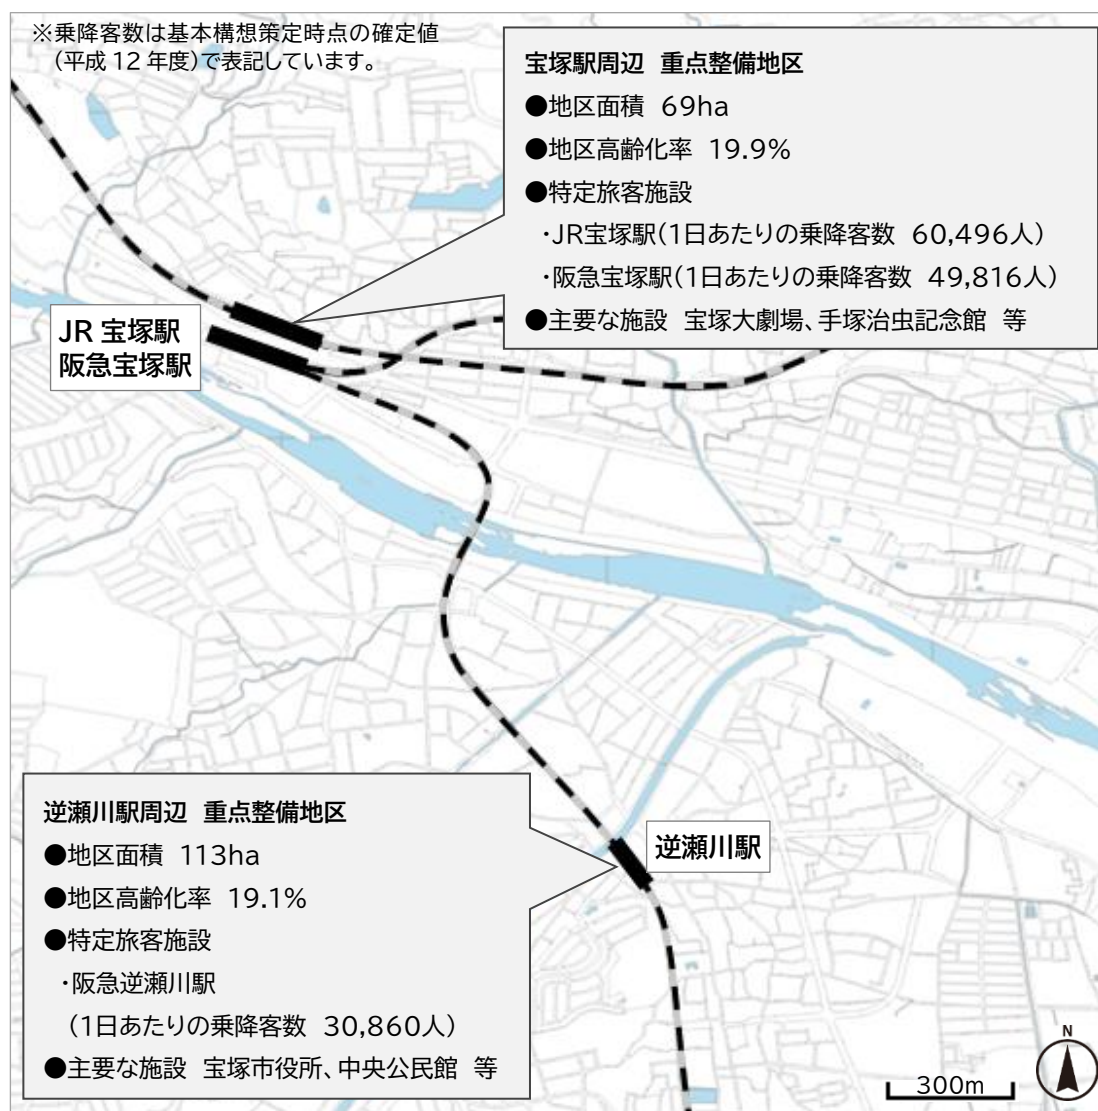 ※乗降客数は基本構想策定時点の確定値
(平成 12 年度)で表記しています。
宝塚駅周辺 重点整備地区
●地区面積 69ha
●地区高齢化率 19.9%
●特定旅客施設
・JR宝塚駅(1日あたりの乗降客数 60,496人)
・阪急宝塚駅(1日あたりの乗降客数 49,816人)
●主要な施設 宝塚大劇場、手塚治虫記念館 等
JR 宝塚駅
阪急宝塚駅
逆瀬川駅周辺 重点整備地区
●地区面積 113ha
●地区高齢化率 19.1%
●特定旅客施設
・阪急逆瀬川駅
(1日あたりの乗降客数 30,860人)
●主要な施設 宝塚市役所、中央公民館 等
逆瀬川駅
N
300m